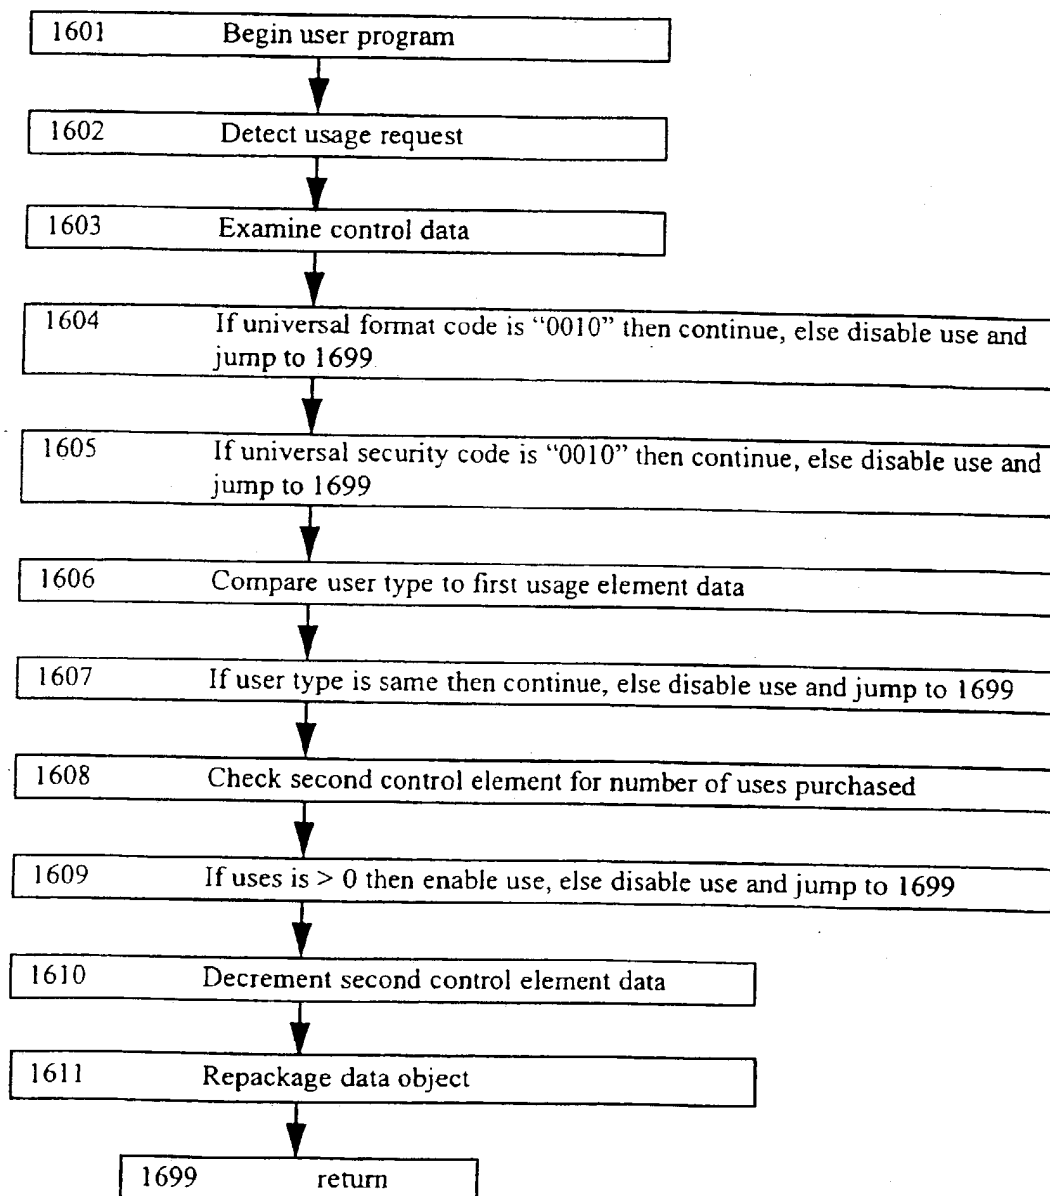 1601 Begin user program
1602 Detect usage request
1603 Examine control data
1604 If universal format code is “0010” then continue, else disable use and
jump to 1699
1605 If universal security code is “0010” then continue, else disable use and
jump to 1699
1606 Compare user type to first usage element data
1607 If user type is same then continue, else disable use and jump to 1699
1608 Check second control element for number of uses purchased
1609 If uses is > 0 then enable use, else disable use and jump to 1699
1610 Decrement second control element data
1611 Repackage data object
1699 return